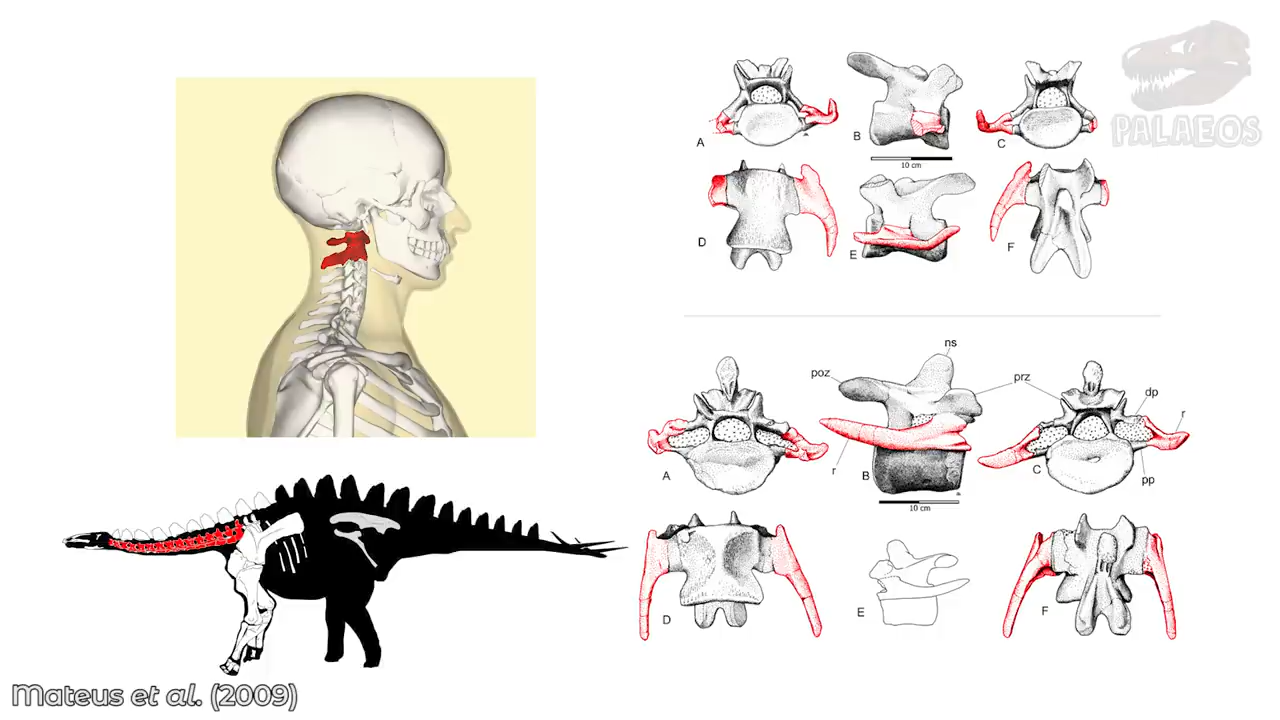 PALAEOS
A
B
C
10 cm
D
E
F
ns
poz
prz
dp
r
r
A
B
C
pp
10 cm
D
E
F
Mateus et al. (2009)